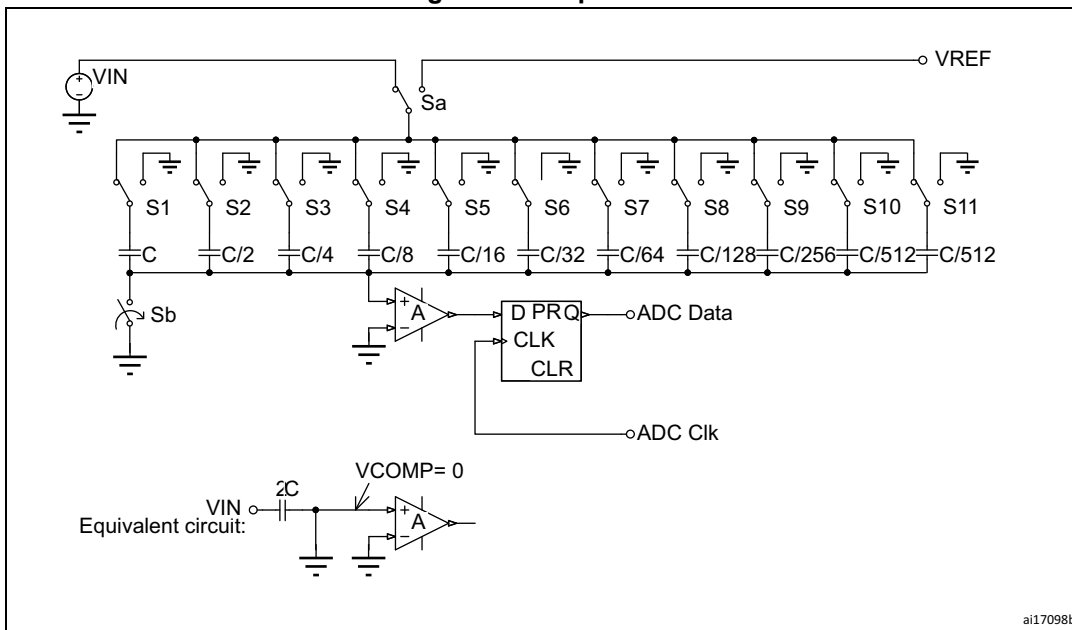 VIN
VREF
Sa
S1 S2 S3 S4 S5 S6 S7 S8 S9 S10 S11
C C/2 C/4 C/8 C/16 C/32 C/64 C/128 C/256 C/512 C/512
Sb
+
A
−
D PR Q
CLK
CLR
ADC Data
ADC Clk
VCOMP= 0
2C
VIN
Equivalent circuit:
+
A
−
ai17098b